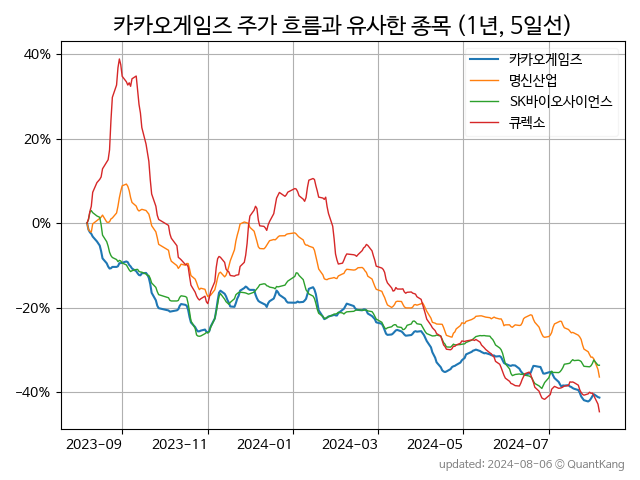 카카오게임즈 주가 흐름과 유사한 종목 (1년, 5일선)
카카오게임즈
명신산업
SK바이오사이언스
큐렉소
40%
20%
0%
−20%
−40%
2023-09 2023-11 2024-01 2024-03 2024-05 2024-07
updated: 2024-08-06 © QuantKang